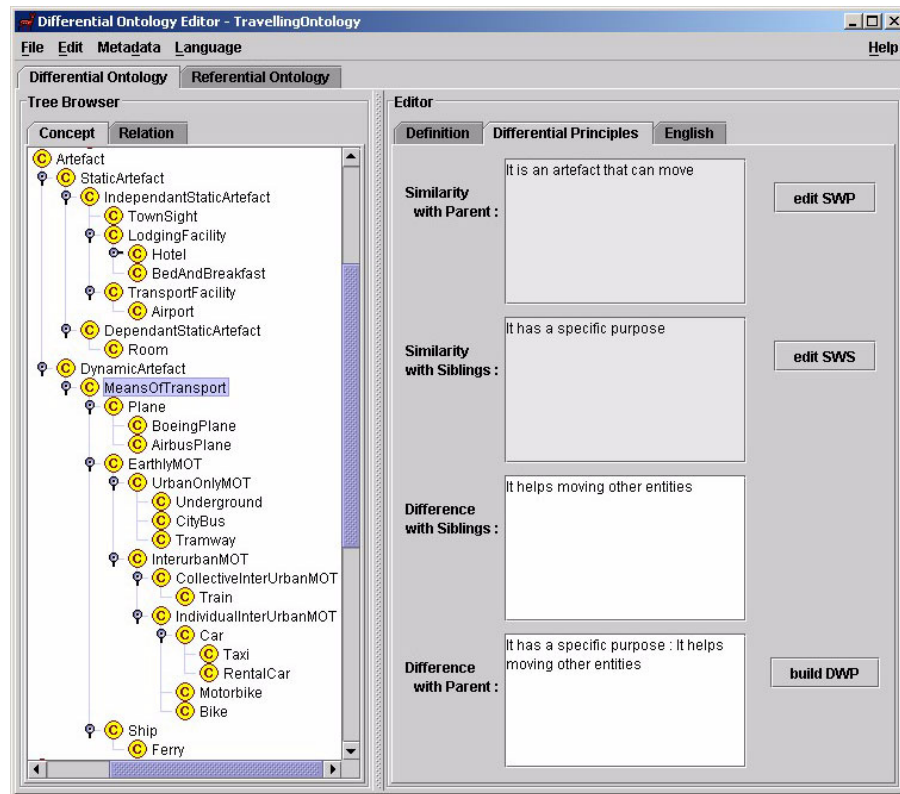 Differential Ontology Editor - TravellingOntology
File Edit Metadata Language Help
Differential Ontology Referential Ontology
Tree Browser
Concept Relation
C Artefact
C StaticArtefact
C IndependantStaticArtefact
C TownSight
C LodgingFacility
C Hotel
C BedAndBreakfast
C TransportFacility
C Airport
C DependantStaticArtefact
C Room
C DynamicArtefact
C MeansOfTransport
C Plane
C BoeingPlane
C AirbusPlane
C EarthlyMOT
C UrbanOnlyMOT
C Underground
C CityBus
C Tramway
C InterurbanMOT
C CollectiveInterUrbanMOT
C Train
C IndividualInterUrbanMOT
C Car
C Taxi
C RentalCar
C Motorbike
C Bike
C Ship
C Ferry
Editor
Definition Differential Principles English
Similarity
with Parent :
It is an artefact that can move
edit SWP
Similarity
with Siblings :
It has a specific purpose
edit SWS
Difference
with Siblings :
It helps moving other entities
Difference
with Parent :
It has a specific purpose : It helps
moving other entities
build DWP